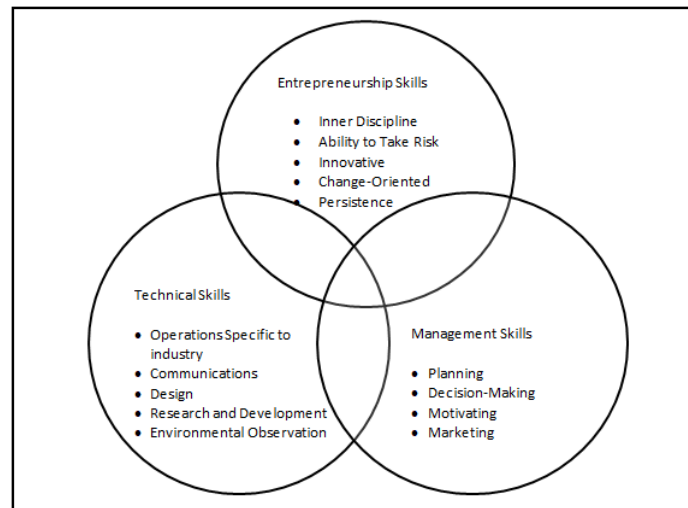 Entrepreneurship Skills
• Inner Discipline
• Ability to Take Risk
• Innovative
• Change-Oriented
• Persistence
Technical Skills
• Operations Specific to
industry
• Communications
• Design
• Research and Development
• Environmental Observation
Management Skills
• Planning
• Decision-Making
• Motivating
• Marketing